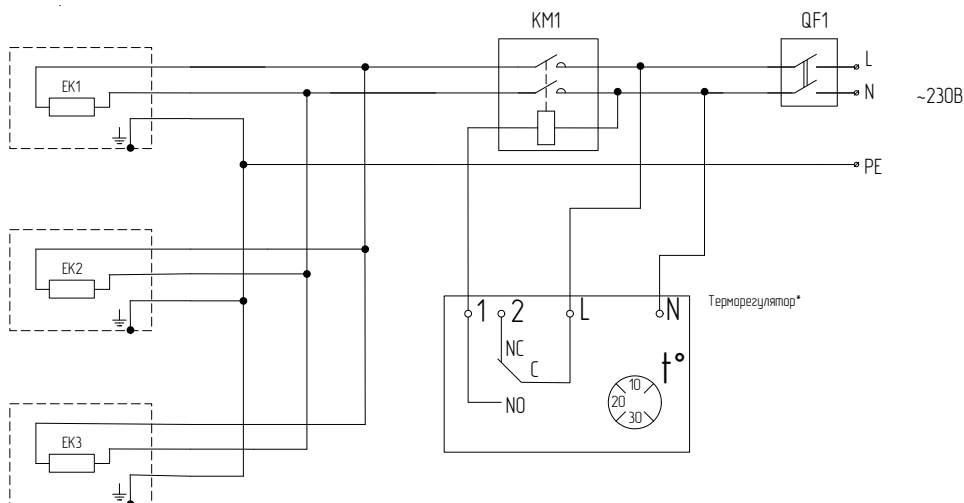 KM1
QF1
L
N
~230В
PE
EK1
EK2
EK3
Терморегулятор*
1
2
L
N
NC
C
NO
t°
10
20
30